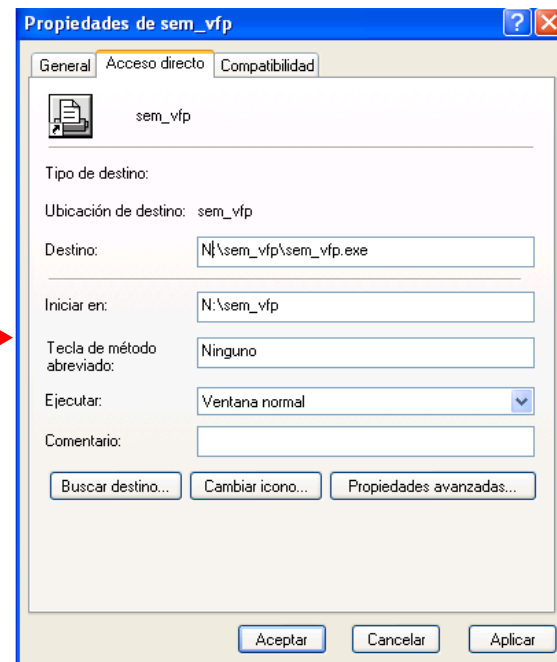 Propiedades de sem_vfp
General Acceso directo Compatibilidad
sem_vfp
Tipo de destino:
Ubicación de destino: sem_vfp
Destino: N:\sem_vfp\sem_vfp.exe
Iniciar en: N:\sem_vfp
Tecla de método Ninguno
abreviado:
Ejecutar: Ventana normal
Comentario:
Buscar destino... Cambiar icono... Propiedades avanzadas...
Aceptar Cancelar Aplicar